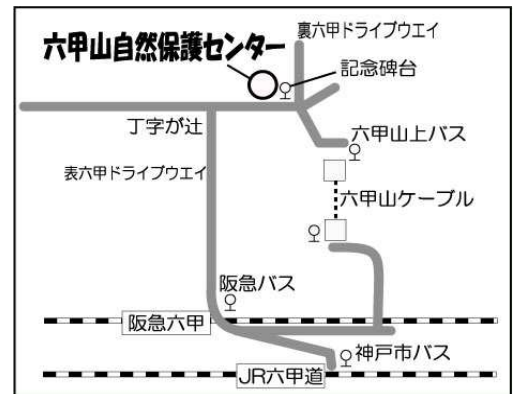 裏六甲ドライブウエイ
六甲山自然保護センター
記念碑台
丁字が辻
六甲山上バス
表六甲ドライブウエイ
六甲山ケーブル
阪急バス
阪急六甲
神戸市バス
JR六甲道